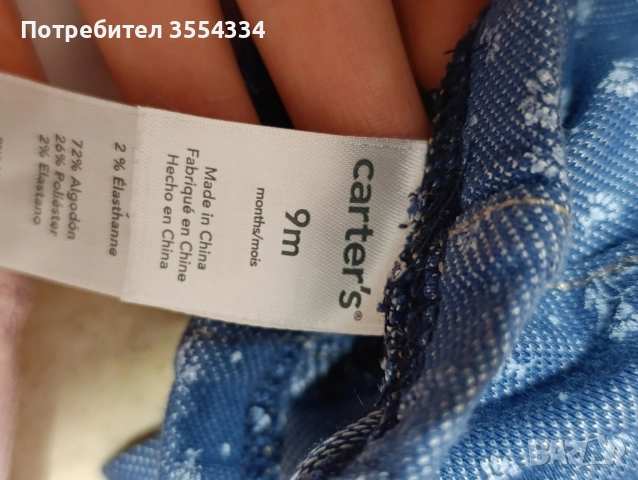 Потребител 3554334
carter's®
9m
months/mois
Made in China
Fabriqué en Chine
Hecho en China
2 % Élasthanne
72% Algodón
26% Poliéster
2% Elastano
BAZAR